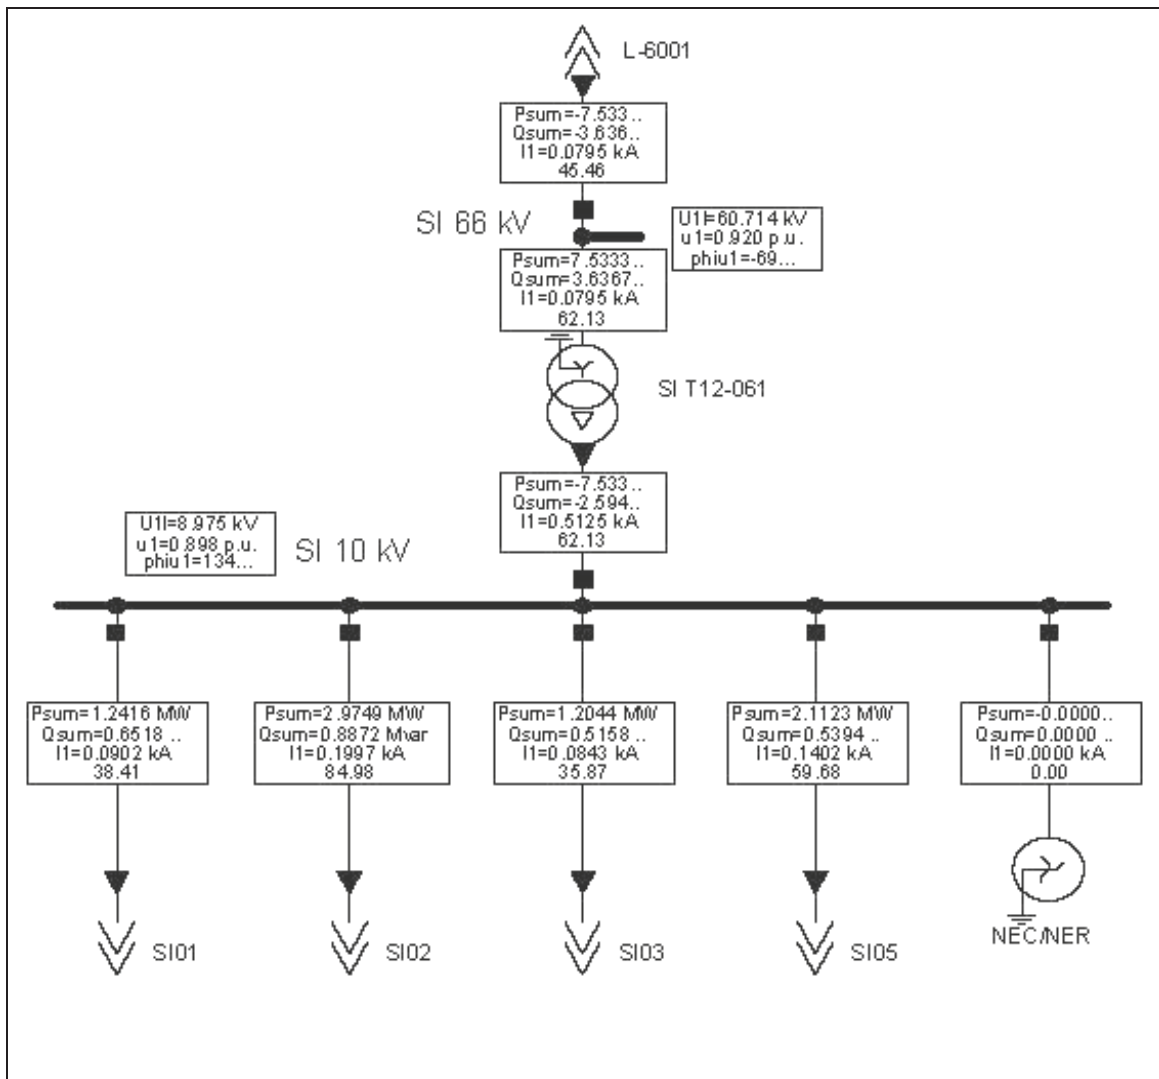 L-6001
Psum=-7.533..
Qsum=-3.636..
I1=0.0795 kA
45.46
SI 66 kV
U1l=60.714 kV
u1=0.920 p.u.
phiu1=-69...
Psum=7.5333..
Qsum=3.6367..
I1=0.0795 kA
62.13
SI T12-061
Psum=-7.533..
Qsum=-2.594..
I1=0.5125 kA
62.13
U1l=8.975 kV
u1=0.898 p.u.
phiu1=134...
SI 10 kV
Psum=1.2416 MW
Qsum=0.6518 ..
I1=0.0902 kA
38.41
Psum=2.9749 MW
Qsum=0.8872 Mvar
I1=0.1997 kA
84.98
Psum=1.2044 MW
Qsum=0.5158 ..
I1=0.0843 kA
35.87
Psum=2.1123 MW
Qsum=0.5394 ..
I1=0.1402 kA
59.68
Psum=-0.0000..
Qsum=0.0000 ..
I1=0.0000 kA
0.00
SI01
SI02
SI03
SI05
NEC/NER